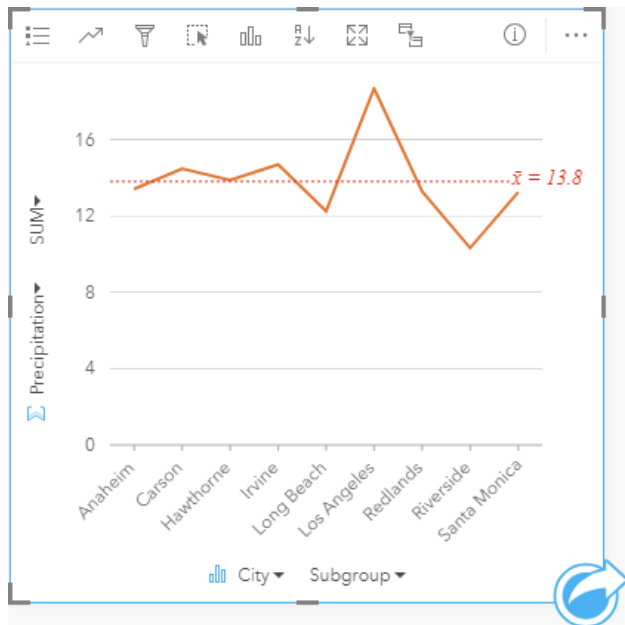 16
12
8
4
0
x̄ = 13.8
SUM
Precipitation
Anaheim
Carson
Hawthorne
Irvine
Long Beach
Los Angeles
Redlands
Riverside
Santa Monica
City
Subgroup